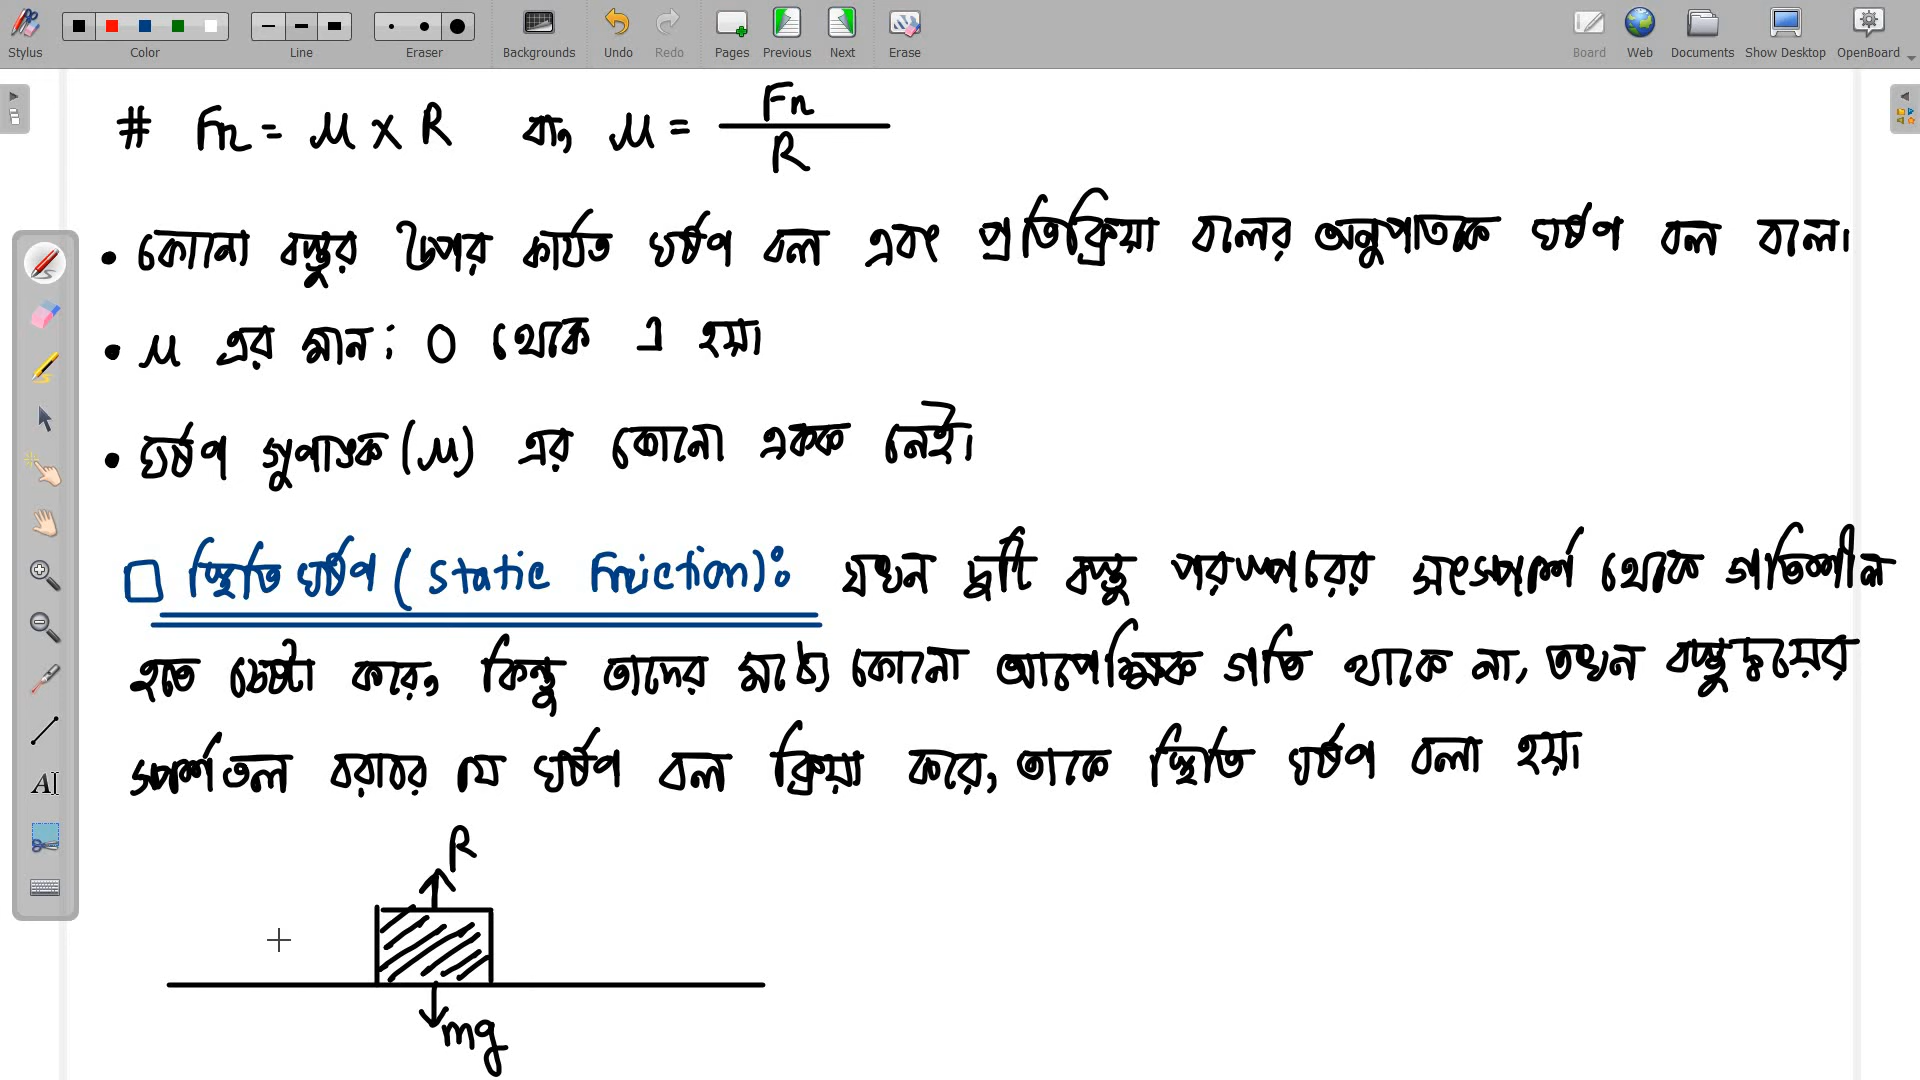 Stylus Color Line Eraser Backgrounds Undo Redo Pages Previous Next Erase Board Web Documents Show Desktop OpenBoard
# Fr = μ x R বা, μ = Fr / R
• কোনো বস্তুর উপর কার্যত ঘর্ষণ বল এবং প্রতিক্রিয়া বলের অনুপাতকে ঘর্ষণ বল বলে।
• μ এর মান : 0 থেকে 1 হয়।
• ঘর্ষণ গুণাঙ্ক (μ) এর কোনো একক নেই।
□ স্থিতি ঘর্ষণ (Static Friction): যখন দুটি বস্তু পরস্পরের সংস্পর্শে থেকে গতিশীল
হতে চেষ্টা করে, কিন্তু তাদের মধ্যে কোনো আপেক্ষিক গতি থাকে না, তখন বস্তুদ্বয়ের
স্পর্শতল বরাবর যে ঘর্ষণ বল ক্রিয়া করে, তাকে স্থিতি ঘর্ষণ বলা হয়।
R
mg